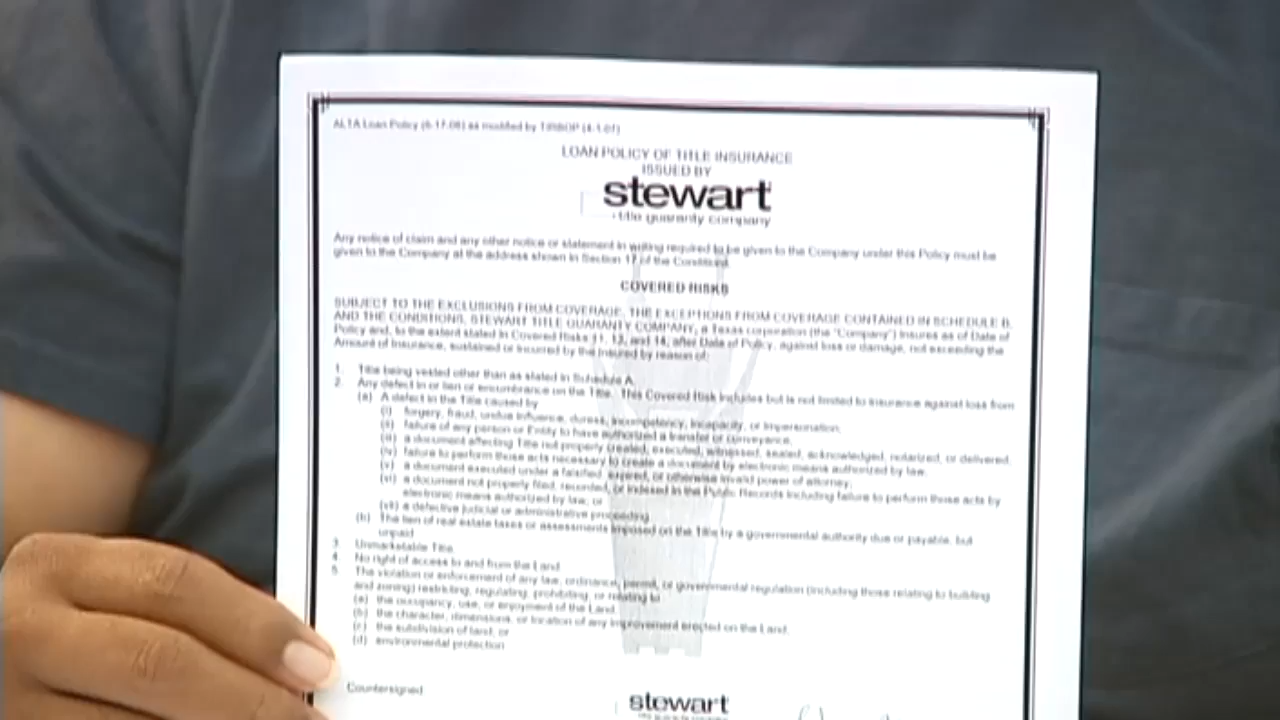 ALTA Loan Policy (6-17-06) as modified by TIRBOP (4-1-07)
LOAN POLICY OF TITLE INSURANCE
ISSUED BY
stewart
title guaranty company
Any notice of claim and any other notice or statement in writing required to be given to the Company under this Policy must be
given to the Company at the address shown in Section 17 of the Conditions.
COVERED RISKS
SUBJECT TO THE EXCLUSIONS FROM COVERAGE, THE EXCEPTIONS FROM COVERAGE CONTAINED IN SCHEDULE B,
AND THE CONDITIONS, STEWART TITLE GUARANTY COMPANY, a Texas corporation (the "Company") insures as of Date of
Policy and, to the extent stated in Covered Risks 11, 13, and 14, after Date of Policy, against loss or damage, not exceeding the
Amount of Insurance, sustained or incurred by the Insured by reason of:
1. Title being vested other than as stated in Schedule A.
2. Any defect in or lien or encumbrance on the Title. This Covered Risk includes but is not limited to insurance against loss from
(a) A defect in the Title caused by
(i) forgery, fraud, undue influence, duress, incompetency, incapacity, or impersonation;
(ii) failure of any person or Entity to have authorized a transfer or conveyance;
(iii) a document affecting Title not properly created, executed, witnessed, sealed, acknowledged, notarized, or delivered;
(iv) failure to perform those acts necessary to create a document by electronic means authorized by law;
(v) a document executed under a falsified, expired, or otherwise invalid power of attorney;
(vi) a document not properly filed, recorded, or indexed in the Public Records including failure to perform those acts by
electronic means authorized by law; or
(vii) a defective judicial or administrative proceeding.
(b) The lien of real estate taxes or assessments imposed on the Title by a governmental authority due or payable, but
unpaid
3. Unmarketable Title.
4. No right of access to and from the Land.
5. The violation or enforcement of any law, ordinance, permit, or governmental regulation (including those relating to building
and zoning) restricting, regulating, prohibiting, or relating to
(a) the occupancy, use, or enjoyment of the Land;
(b) the character, dimensions, or location of any improvement erected on the Land;
(c) the subdivision of land; or
(d) environmental protection
Countersigned
stewart